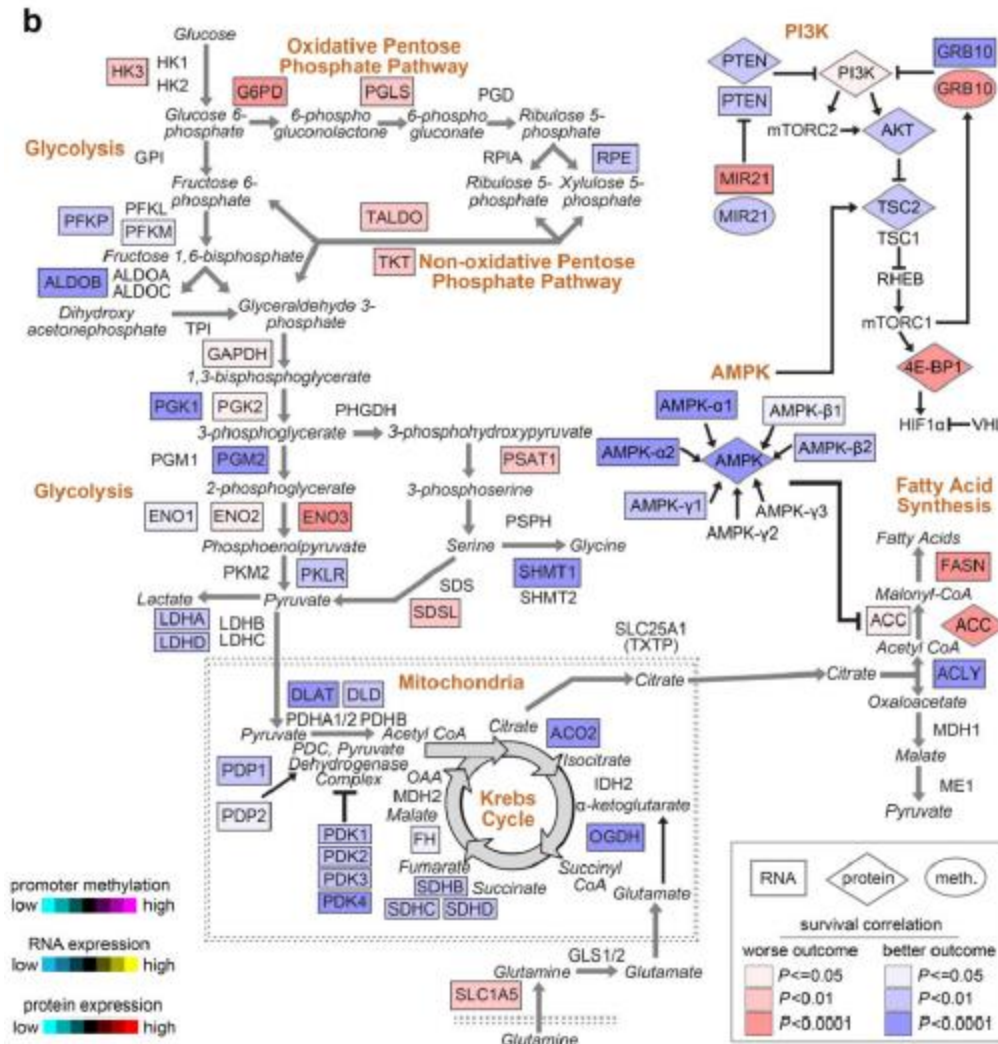 b
Glucose
HK3
HK1
HK2
Oxidative Pentose
Phosphate Pathway
G6PD
PGLS
PGD
Glucose 6-
phosphate
6-phospho
gluconolactone
6-phospho
gluconate
Ribulose 5-
phosphate
Glycolysis
GPI
RPIA
RPE
Fructose 6-
phosphate
Ribulose 5-
phosphate
Xylulose 5-
phosphate
PFKP
PFKL
PFKM
TALDO
Fructose 1,6-bisphosphate
TKT
Non-oxidative Pentose
Phosphate Pathway
ALDOB
ALDOA
ALDOC
Dihydroxy
acetonephosphate
TPI
Glyceraldehyde 3-
phosphate
GAPDH
1,3-bisphosphoglycerate
PGK1
PGK2
PHGDH
3-phosphoglycerate
3-phosphohydroxypyruvate
PGM1
PGM2
PSAT1
Glycolysis
2-phosphoglycerate
3-phosphoserine
ENO1
ENO2
ENO3
PSPH
Phosphoenolpyruvate
Serine
Glycine
PKM2
PKLR
SHMT1
SHMT2
Lactate
Pyruvate
SDS
SDSL
LDHA
LDHD
LDHB
LDHC
PI3K
PTEN
PTEN
PI3K
GRB10
GRB10
mTORC2
AKT
MIR21
MIR21
TSC2
TSC1
RHEB
mTORC1
4E-BP1
HIF1α
VHL
AMPK
AMPK-α1
AMPK-β1
AMPK-α2
AMPK
AMPK-β2
AMPK-γ1
AMPK-γ2
AMPK-γ3
Fatty Acid
Synthesis
Fatty Acids
FASN
Malonyl-CoA
ACC
ACC
Acetyl CoA
Citrate
ACLY
Oxaloacetate
MDH1
Malate
ME1
Pyruvate
SLC25A1
(TXTP)
Mitochondria
Citrate
DLAT
DLD
PDHA1/2 PDHB
Pyruvate
Acetyl CoA
Citrate
ACO2
PDC, Pyruvate
Dehydrogenase
Complex
PDP1
PDP2
OAA
MDH2
Malate
FH
Fumarate
Krebs
Cycle
Isocitrate
IDH2
α-ketoglutarate
OGDH
Succinyl
CoA
PDK1
PDK2
PDK3
PDK4
SDHB
SDHC
SDHD
Succinate
Glutamate
GLS1/2
Glutamine
Glutamate
SLC1A5
Glutamine
promoter methylation
low high
RNA expression
low high
protein expression
low high
RNA
protein
meth.
survival correlation
worse outcome better outcome
P<=0.05 P<=0.05
P<0.01 P<0.01
P<0.0001 P<0.0001